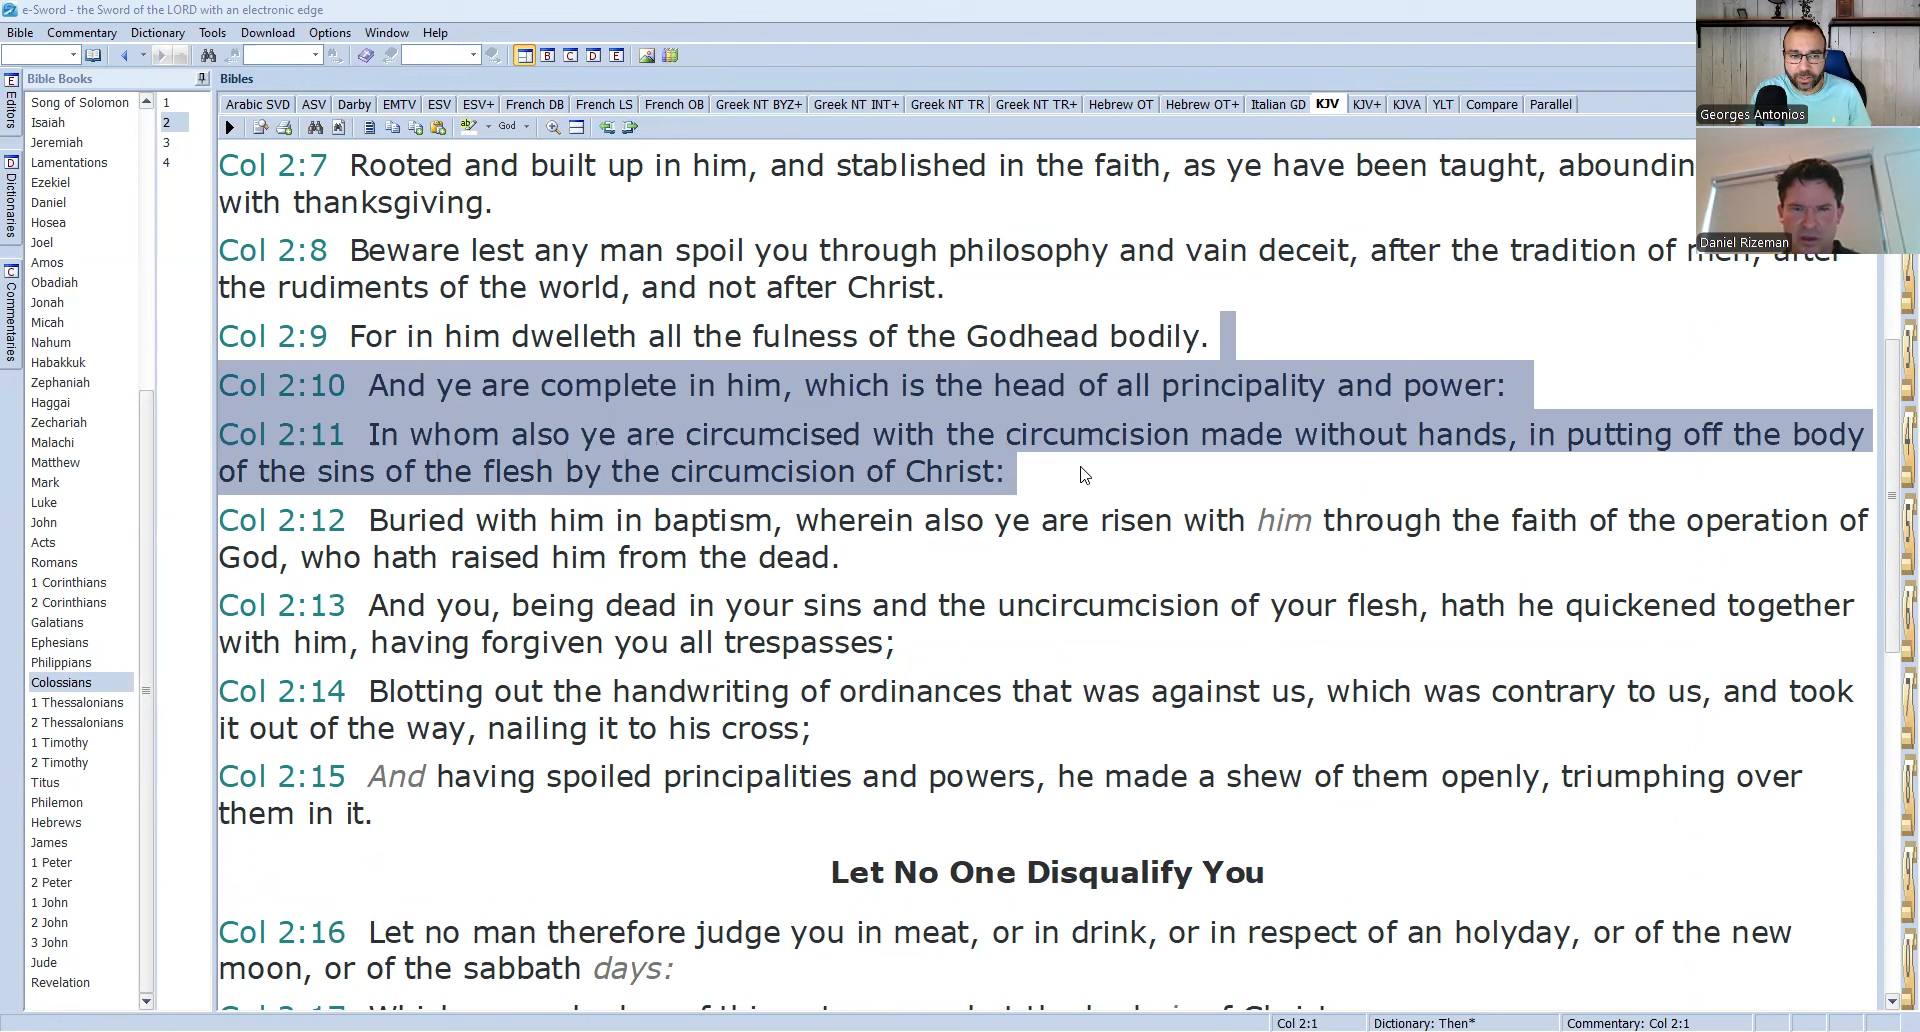 e-Sword - the Sword of the LORD with an electronic edge
Bible Commentary Dictionary Tools Download Options Window Help
B C D E
Bible Books
Bibles
Editors
Dictionaries
Commentaries
Song of Solomon
Isaiah
Jeremiah
Lamentations
Ezekiel
Daniel
Hosea
Joel
Amos
Obadiah
Jonah
Micah
Nahum
Habakkuk
Zephaniah
Haggai
Zechariah
Malachi
Matthew
Mark
Luke
John
Acts
Romans
1 Corinthians
2 Corinthians
Galatians
Ephesians
Philippians
Colossians
1 Thessalonians
2 Thessalonians
1 Timothy
2 Timothy
Titus
Philemon
Hebrews
James
1 Peter
2 Peter
1 John
2 John
3 John
Jude
Revelation
1
2
3
4
Arabic SVD ASV Darby EMTV ESV ESV+ French DB French LS French OB Greek NT BYZ+ Greek NT INT+ Greek NT TR Greek NT TR+ Hebrew OT Hebrew OT+ Italian GD KJV KJV+ KJVA YLT Compare Parallel
God
Col 2:7 Rooted and built up in him, and stablished in the faith, as ye have been taught, aboundin
with thanksgiving.
Col 2:8 Beware lest any man spoil you through philosophy and vain deceit, after the tradition of men, after
the rudiments of the world, and not after Christ.
Col 2:9 For in him dwelleth all the fulness of the Godhead bodily.
Col 2:10 And ye are complete in him, which is the head of all principality and power:
Col 2:11 In whom also ye are circumcised with the circumcision made without hands, in putting off the body
of the sins of the flesh by the circumcision of Christ:
Col 2:12 Buried with him in baptism, wherein also ye are risen with him through the faith of the operation of
God, who hath raised him from the dead.
Col 2:13 And you, being dead in your sins and the uncircumcision of your flesh, hath he quickened together
with him, having forgiven you all trespasses;
Col 2:14 Blotting out the handwriting of ordinances that was against us, which was contrary to us, and took
it out of the way, nailing it to his cross;
Col 2:15 And having spoiled principalities and powers, he made a shew of them openly, triumphing over
them in it.
Let No One Disqualify You
Col 2:16 Let no man therefore judge you in meat, or in drink, or in respect of an holyday, or of the new
moon, or of the sabbath days:
Georges Antonios
Daniel Rizeman
Col 2:1
Dictionary: Then*
Commentary: Col 2:1